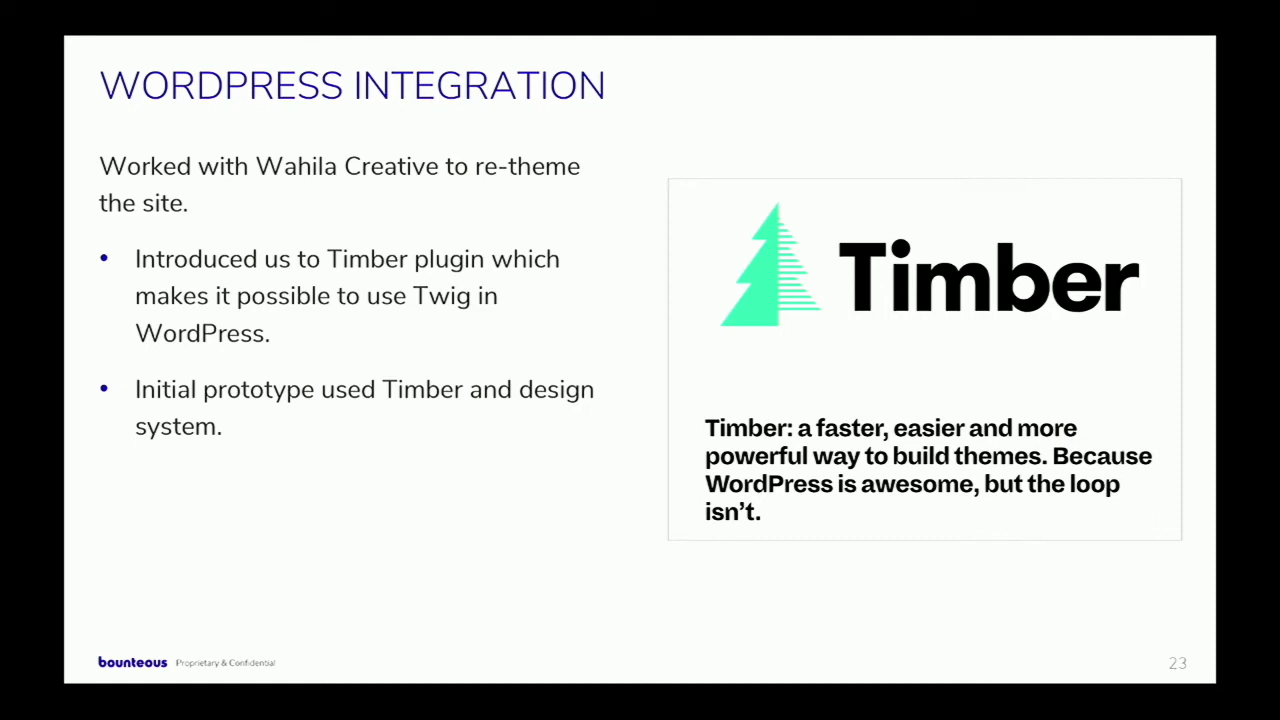 WORDPRESS INTEGRATION
Worked with Wahila Creative to re-theme
the site.
• Introduced us to Timber plugin which
makes it possible to use Twig in
WordPress.
• Initial prototype used Timber and design
system.
Timber
Timber: a faster, easier and more
powerful way to build themes. Because
WordPress is awesome, but the loop
isn’t.
bounteous Proprietary & Confidential
23